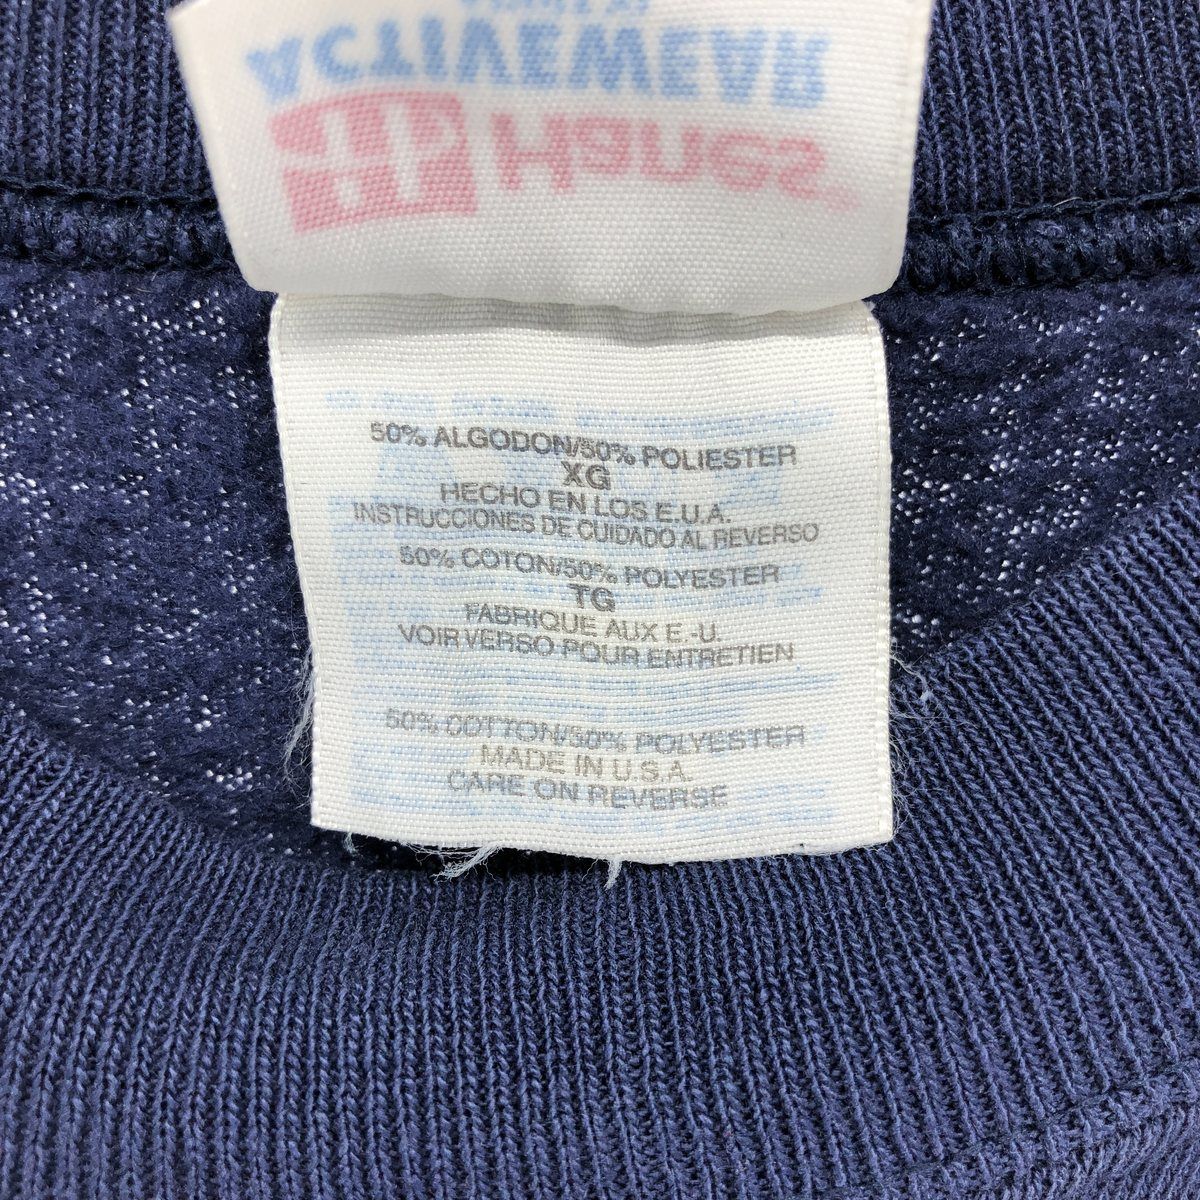 ACTIVEWEAR
Hanes
50% ALGODON/50% POLIESTER
XG
HECHO EN LOS E.U.A.
INSTRUCCIONES DE CUIDADO AL REVERSO
50% COTON/50% POLYESTER
TG
FABRIQUE AUX E.-U.
VOIR VERSO POUR ENTRETIEN
50% COTTON/50% POLYESTER
MADE IN U.S.A.
CARE ON REVERSE